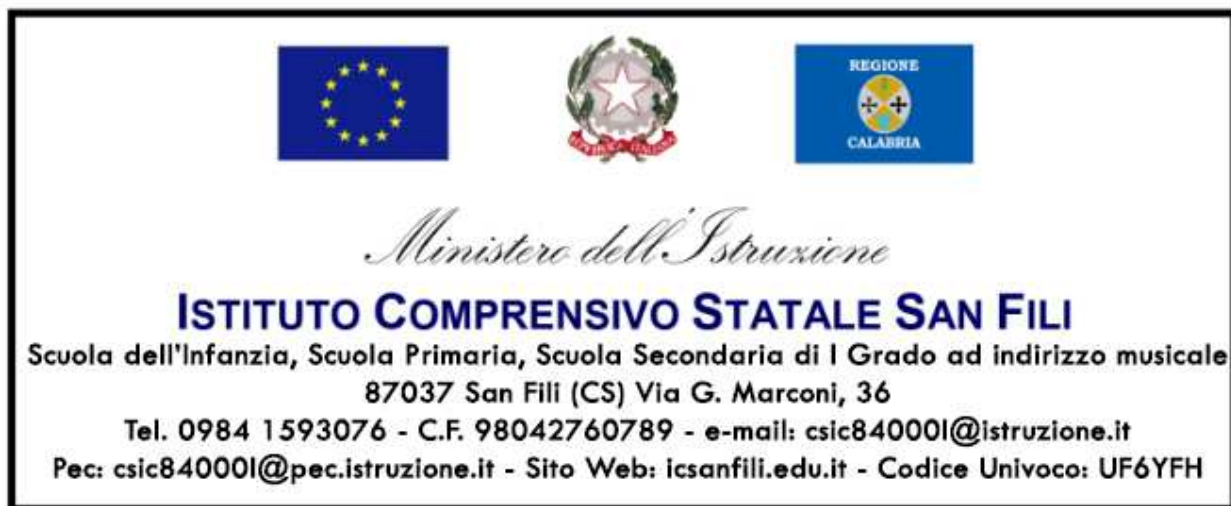 REGIONE
CALABRIA
REPVBBLICA ITALIANA
Ministero dell'Istruzione
ISTITUTO COMPRENSIVO STATALE SAN FILI
Scuola dell'Infanzia, Scuola Primaria, Scuola Secondaria di I Grado ad indirizzo musicale
87037 San Fili (CS) Via G. Marconi, 36
Tel. 0984 1593076 - C.F. 98042760789 - e-mail: csic84000l@istruzione.it
Pec: csic84000l@pec.istruzione.it - Sito Web: icsanfili.edu.it - Codice Univoco: UF6YFH